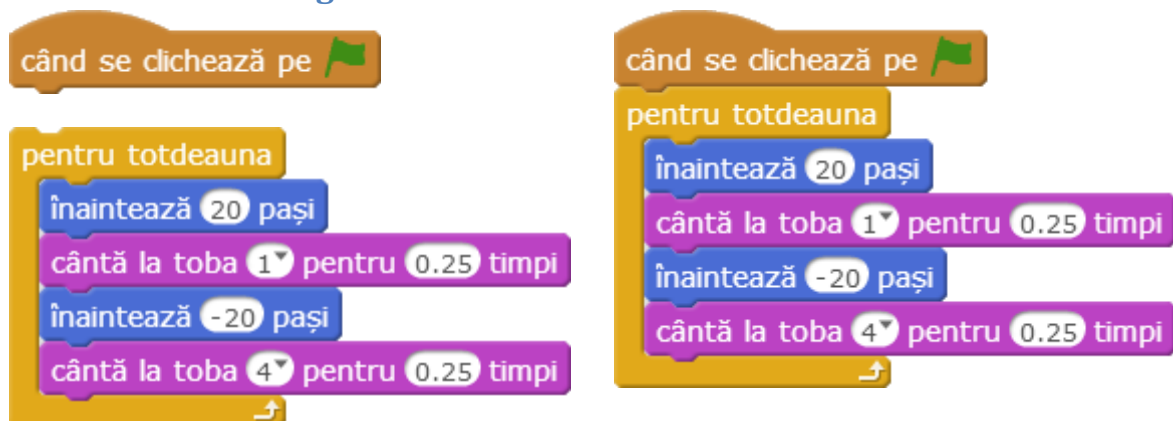 când se clichează pe
pentru totdeauna
înaintează 20 pași
cântă la toba 1 pentru 0.25 timpi
înaintează -20 pași
cântă la toba 4 pentru 0.25 timpi
când se clichează pe
pentru totdeauna
înaintează 20 pași
cântă la toba 1 pentru 0.25 timpi
înaintează -20 pași
cântă la toba 4 pentru 0.25 timpi